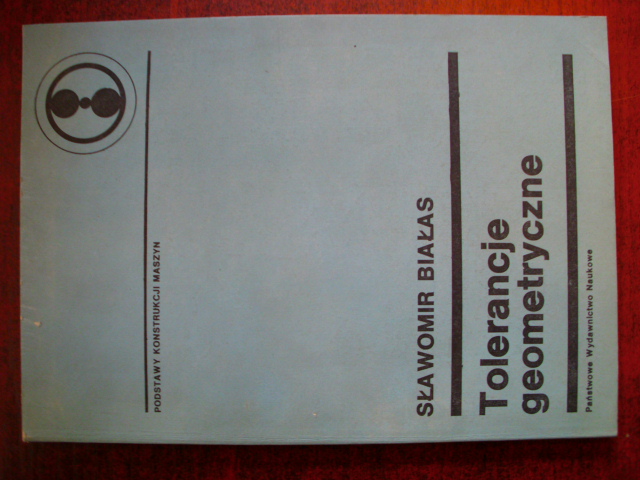 PODSTAWY KONSTRUKCJI MASZYN
SŁAWOMIR BIAŁAS
Tolerancje
geometryczne
Państwowe Wydawnictwo Naukowe